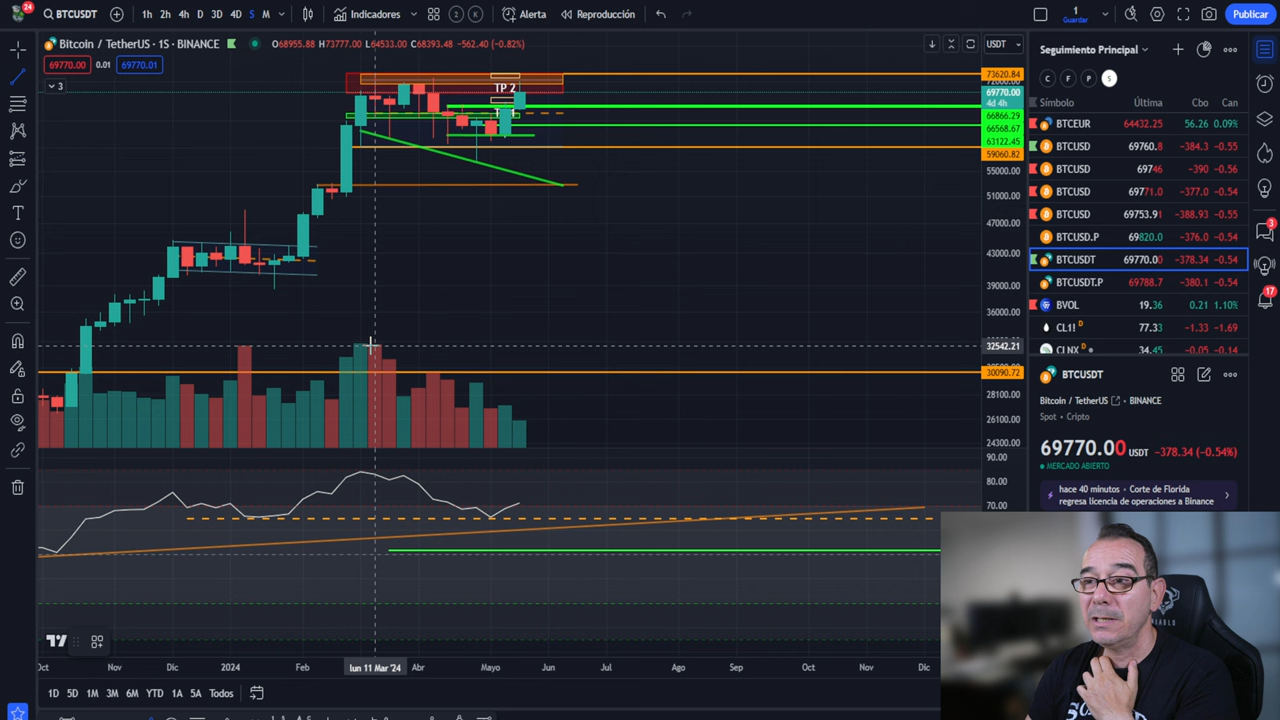 24
BTCUSDT
1h 2h 4h D 3D 4D S M
Indicadores
2 K
Alerta
Reproducción
1
Guardar
Publicar
Bitcoin / TetherUS · 1S · BINANCE
O68955.88 H73777.00 L64533.00 C68393.48 −562.40 (−0.82%)
69770.00 0.01 69770.01
3
USDT
TP 2
73620.84
69770.00
4d 4h
66866.29
66568.67
63122.45
59060.82
55000.00
51000.00
47000.00
43000.00
39000.00
36000.00
32542.21
30090.72
28100.00
26100.00
24300.00
90.00
80.00
70.00
Oct Nov Dic 2024 Feb lun 11 Mar '24 Abr Mayo Jun Jul Ago Sep Oct Nov Dic
1D 5D 1M 3M 6M YTD 1A 5A Todos
Seguimiento Principal
C F P S
Símbolo Última Cbo Can
BTCEUR 64432.25 56.26 0.09%
BTCUSD 69760.8 −384.3 −0.55
BTCUSD 69746 −390 −0.56
BTCUSD 69771.0 −377.0 −0.54
BTCUSD 69753.91 −388.93 −0.55
BTCUSD.P 69820.0 −376.0 −0.54
BTCUSDT 69770.00 −378.34 −0.54
BTCUSDT.P 69788.7 −380.1 −0.54
BVOL 19.36 0.21 1.10%
CL1! D 77.33 −1.33 −1.69
CLNX D 34.45 −0.05 −0.14
BTCUSDT
Bitcoin / TetherUS · BINANCE
Spot • Cripto
69770.00 USDT −378.34 (−0.54%)
MERCADO ABIERTO
hace 40 minutos • Corte de Florida
regresa licencia de operaciones a Binance
3
17
DIABLO